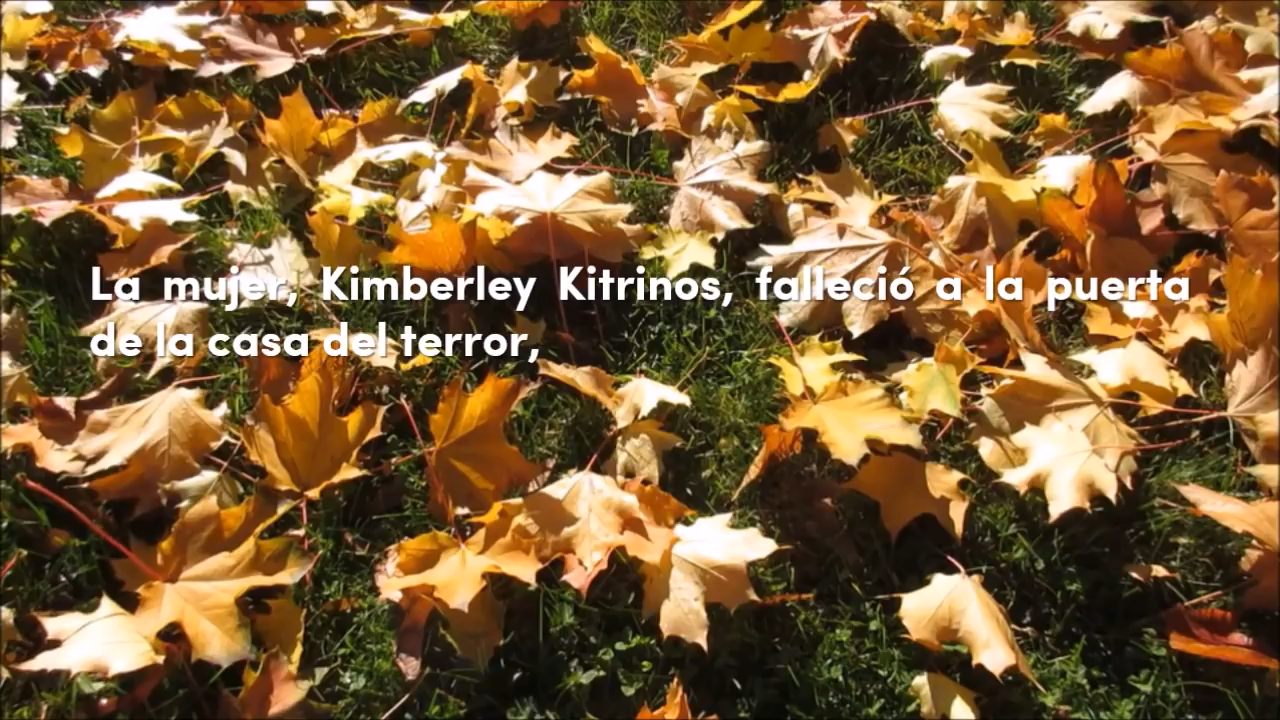 La mujer, Kimberley Kitrinos, falleció a la puerta
de la casa del terror,